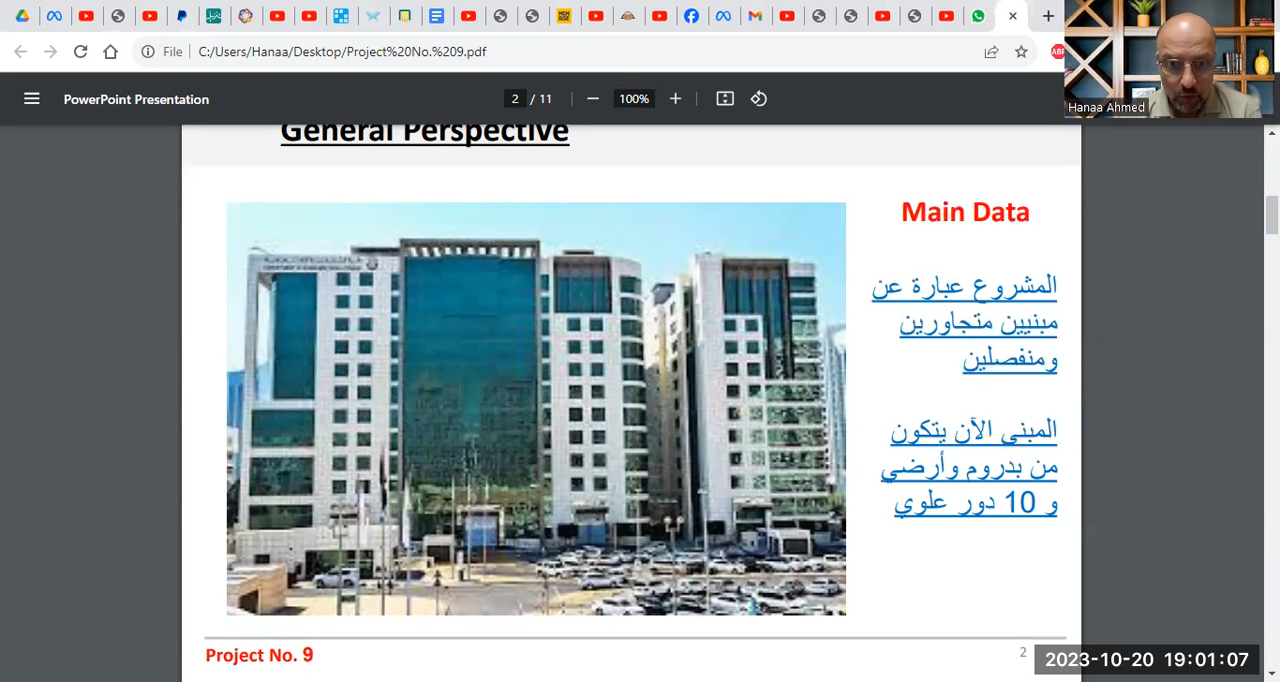 File
C:/Users/Hanaa/Desktop/Project%20No.%209.pdf
ABP
PowerPoint Presentation
2 / 11
100%
Hanaa Ahmed
General Perspective
Main Data
المشروع عبارة عن
مبنيين متجاورين
ومنفصلين
المبنى الآن يتكون
من بدروم وأرضي
و 10 دور علوي
Project No. 9
2
2023-10-20 19:01:07